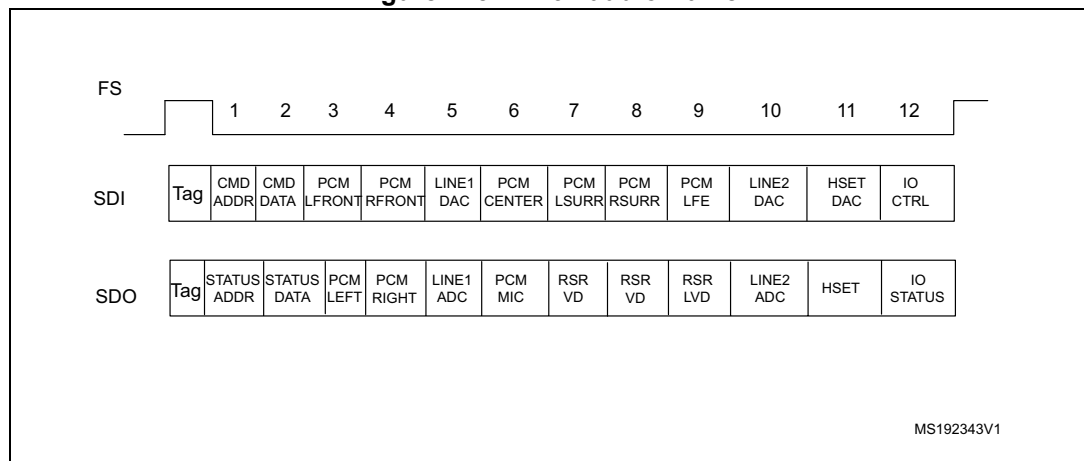 FS
1 2 3 4 5 6 7 8 9 10 11 12
SDI
Tag CMD CMD PCM PCM LINE1 PCM PCM PCM PCM LINE2 HSET IO
ADDR DATA LFRONT RFRONT DAC CENTER LSURR RSURR LFE DAC DAC CTRL
SDO
Tag STATUS STATUS PCM PCM LINE1 PCM RSR RSR RSR LINE2 HSET IO
ADDR DATA LEFT RIGHT ADC MIC VD VD LVD ADC STATUS
MS192343V1